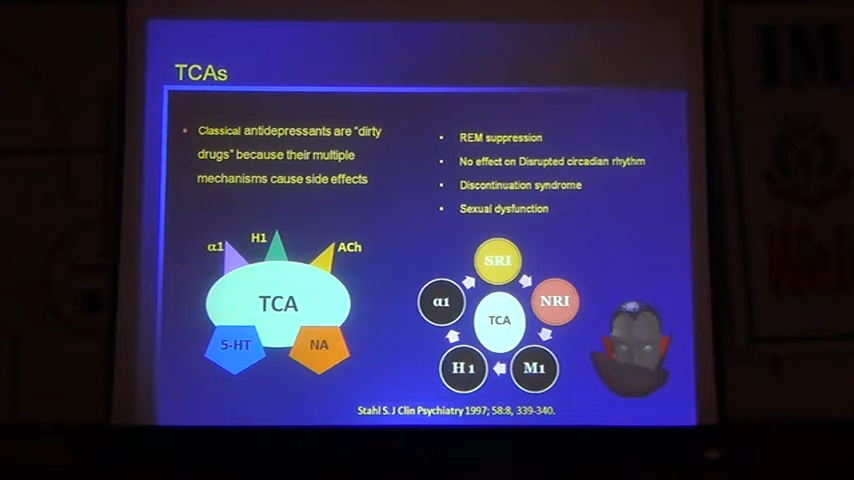 TCAs
• Classical antidepressants are "dirty
drugs" because their multiple
mechanisms cause side effects
• REM suppression
• No effect on Disrupted circadian rhythm
• Discontinuation syndrome
• Sexual dysfunction
α1
H1
ACh
TCA
5-HT
NA
SRI
NRI
M1
H1
α1
TCA
Stahl S. J Clin Psychiatry 1997; 58:8, 339-340.
IM